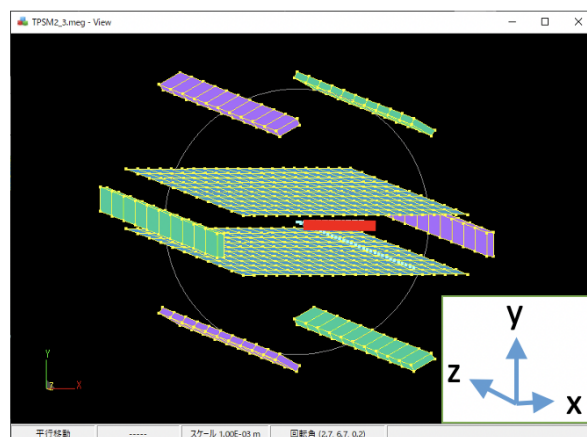 TPSM2_3.meg - View
y
z
x
Y
Z
X
平行移動 ----- スケール 1.00E-03 m 回転角 (2.7, 6.7, 0.2)